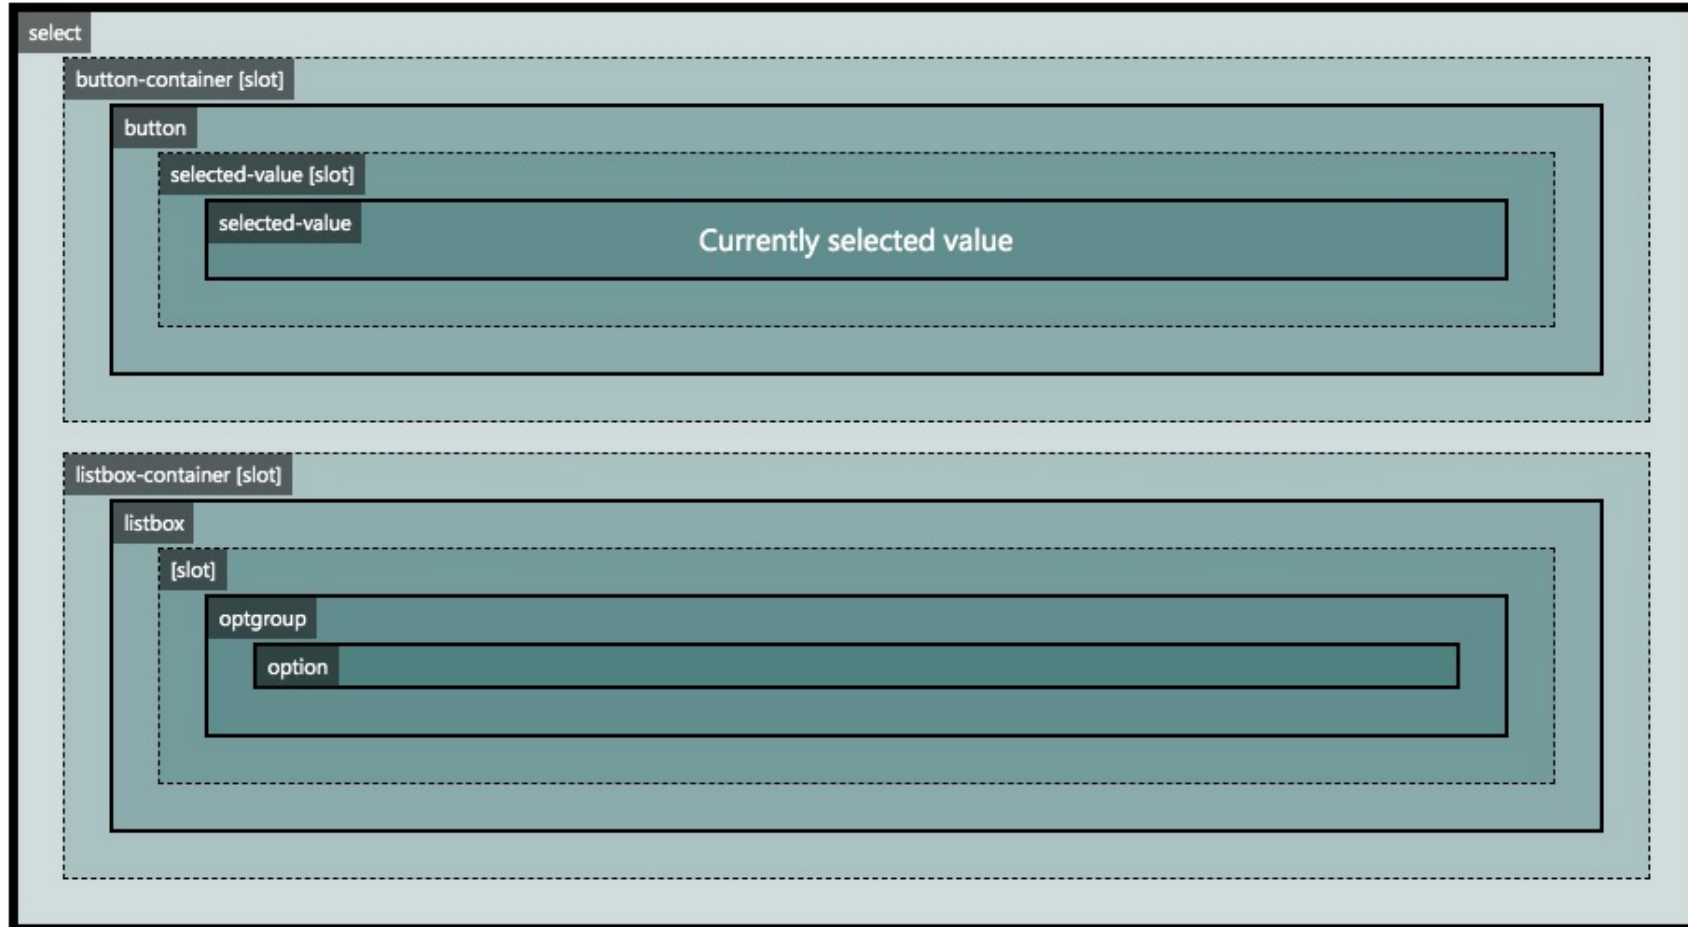 select
button-container [slot]
button
selected-value [slot]
selected-value
Currently selected value
listbox-container [slot]
listbox
[slot]
optgroup
option